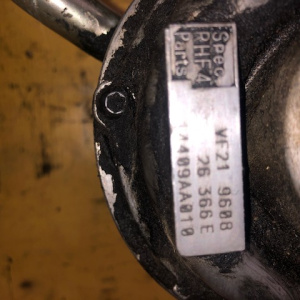 Spec.
RHF4
Parts
VF21 9608
26 366 E
14409AA010